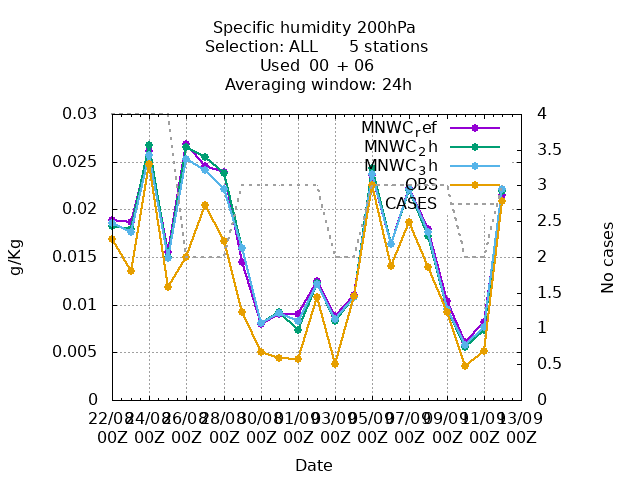 Specific humidity 200hPa
Selection: ALL 5 stations
Used 00 + 06
Averaging window: 24h
0.03
0.025
0.02
0.015
0.01
0.005
0
g/Kg
4
3.5
3
2.5
2
1.5
1
0.5
0
No cases
MNWC_ref
MNWC_2h
MNWC_3h
OBS
CASES
22/08 24/08 26/08 28/08 30/08 01/09 03/09 05/09 07/09 09/09 11/09 13/09
00Z 00Z 00Z 00Z 00Z 00Z 00Z 00Z 00Z 00Z 00Z 00Z
Date